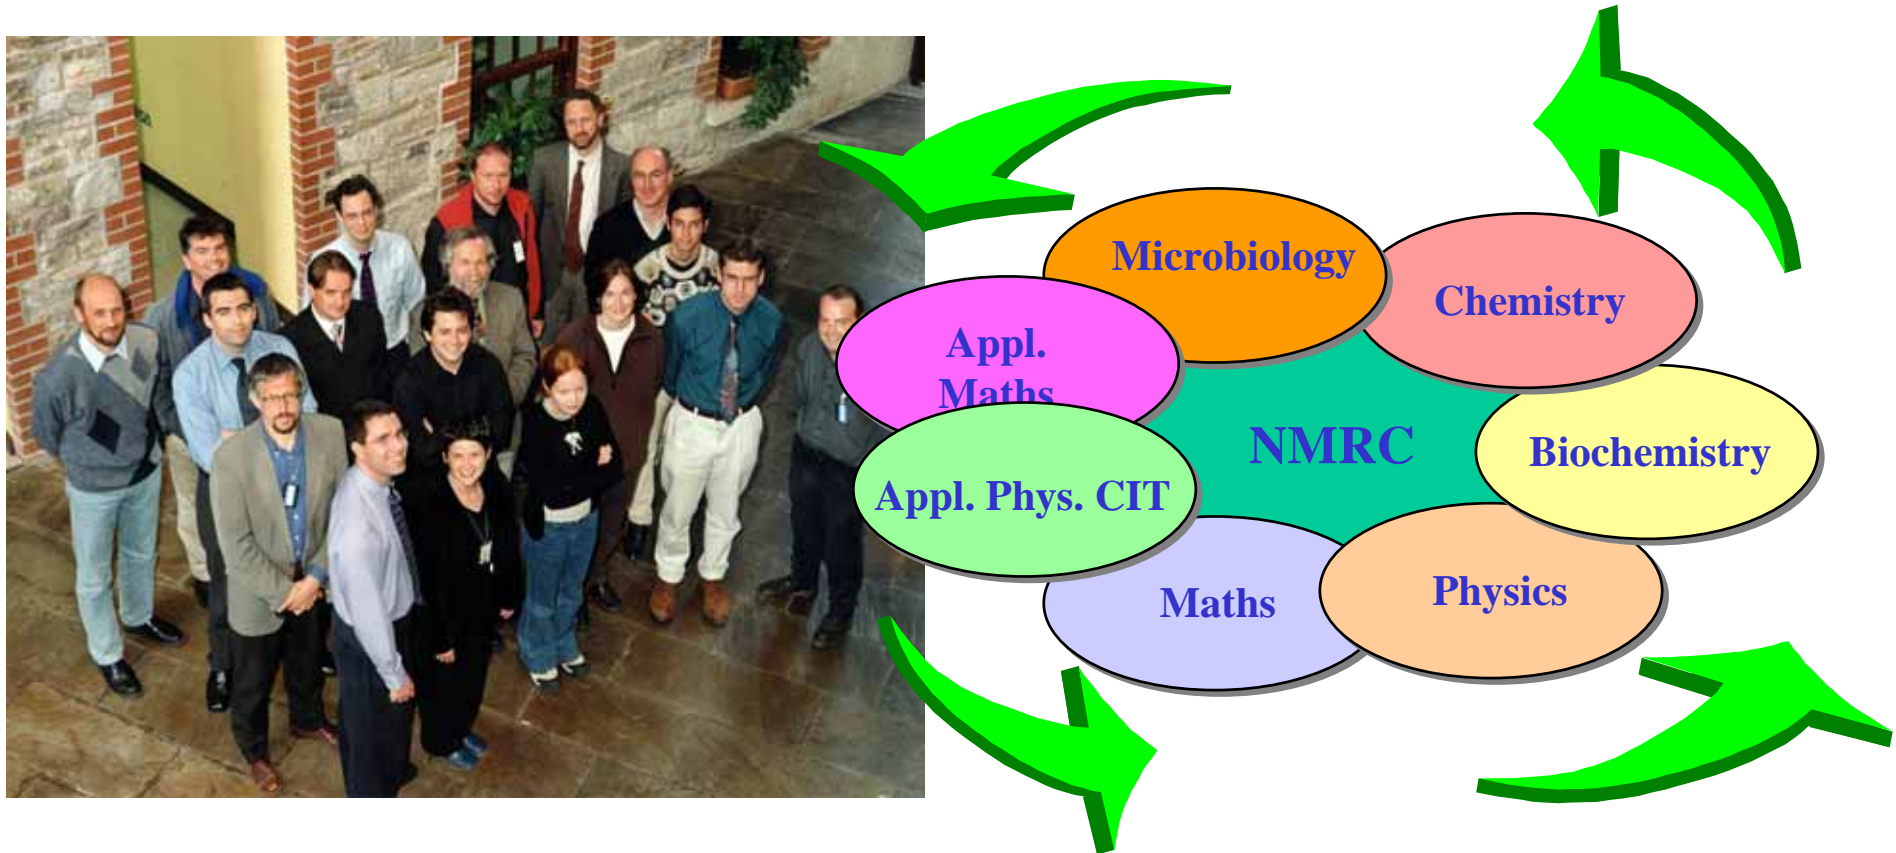 Microbiology
Chemistry
Appl.
Maths
NMRC
Biochemistry
Appl. Phys. CIT
Maths
Physics